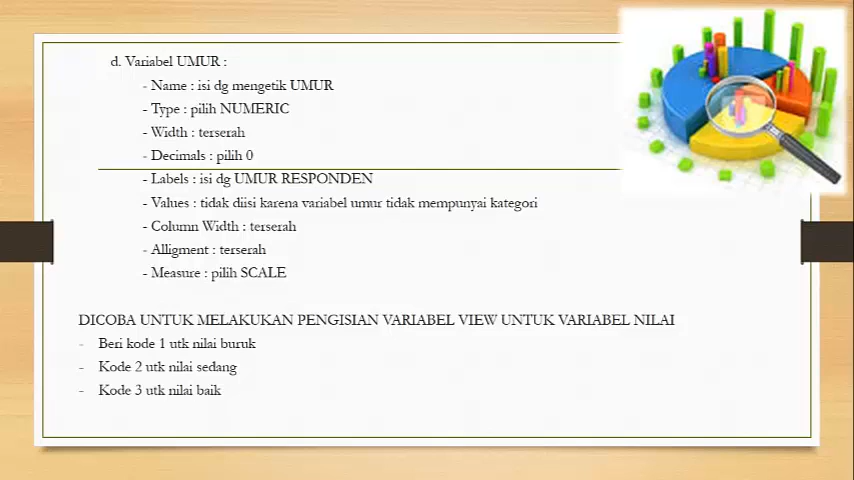 d. Variabel UMUR :
- Name : isi dg mengetik UMUR
- Type : pilih NUMERIC
- Width : terserah
- Decimals : pilih 0
- Labels : isi dg UMUR RESPONDEN
- Values : tidak diisi karena variabel umur tidak mempunyai kategori
- Column Width : terserah
- Alligment : terserah
- Measure : pilih SCALE
DICOBA UNTUK MELAKUKAN PENGISIAN VARIABEL VIEW UNTUK VARIABEL NILAI
- Beri kode 1 utk nilai buruk
- Kode 2 utk nilai sedang
- Kode 3 utk nilai baik